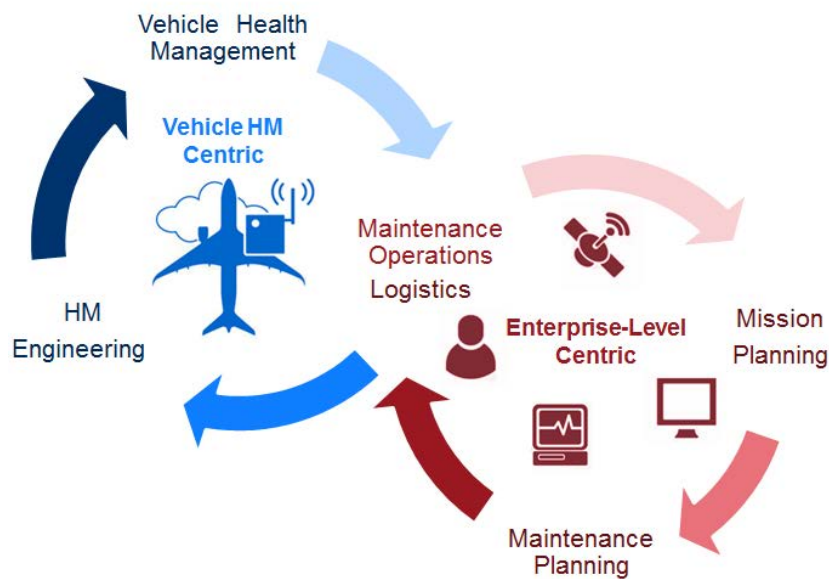 Vehicle Health
Management
Vehicle HM
Centric
Maintenance
Operations
Logistics
HM
Engineering
Enterprise-Level
Centric
Mission
Planning
Maintenance
Planning